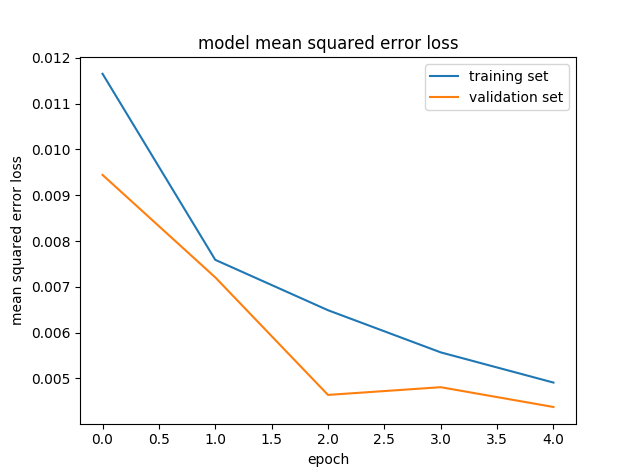 model mean squared error loss
training set
validation set
0.012
0.011
0.010
0.009
0.008
0.007
0.006
0.005
mean squared error loss
0.0 0.5 1.0 1.5 2.0 2.5 3.0 3.5 4.0
epoch